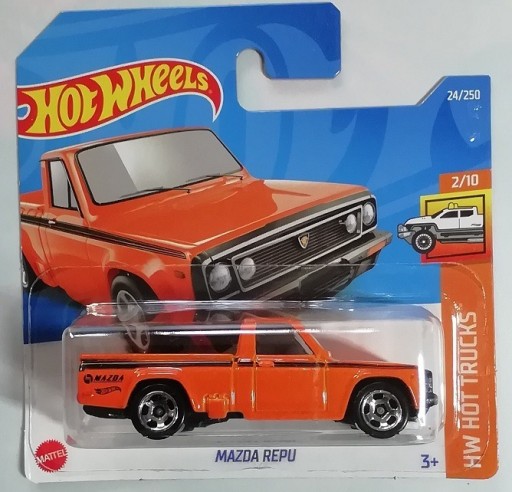 HOT WHEELS
24/250
2/10
HW HOT TRUCKS
MAZDA
MATTEL
MAZDA REPU
3+